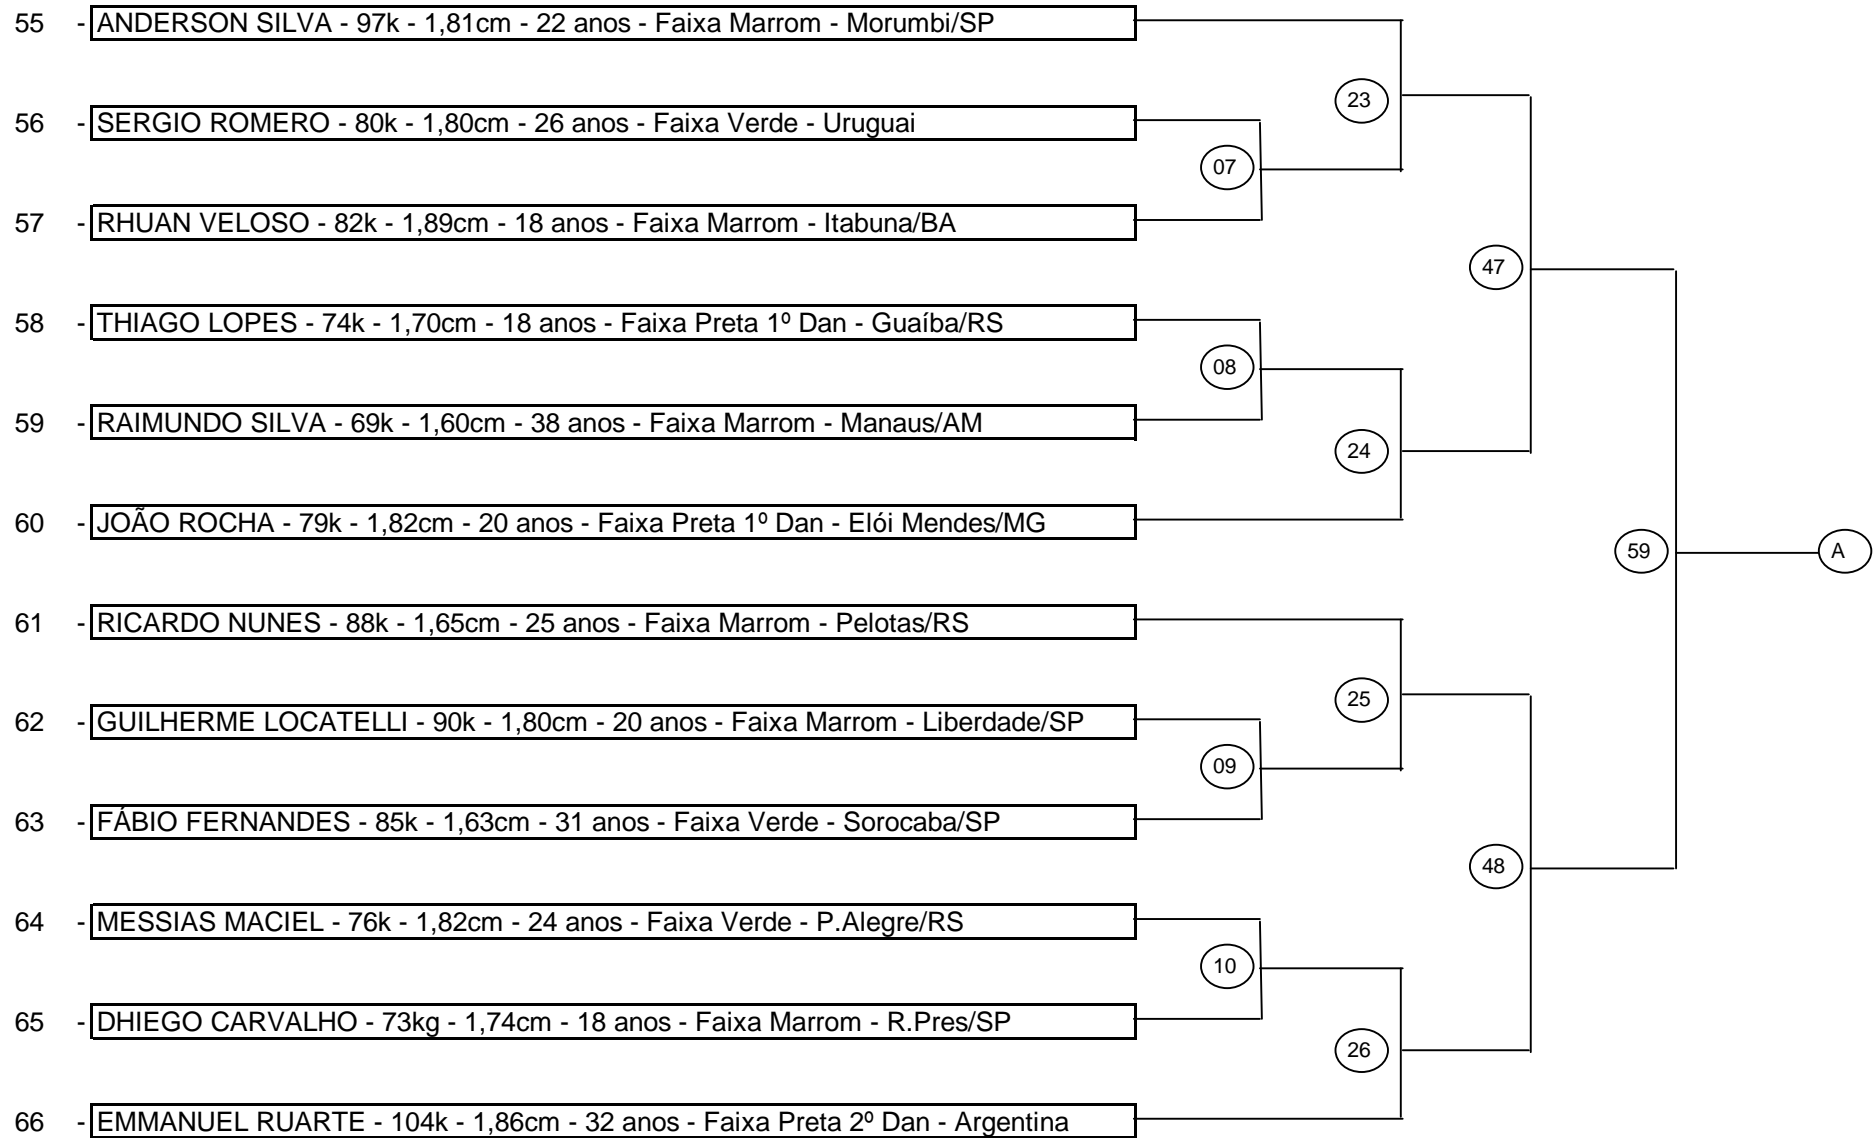 55 - ANDERSON SILVA - 97k - 1,81cm - 22 anos - Faixa Marrom - Morumbi/SP
23
56 - SERGIO ROMERO - 80k - 1,80cm - 26 anos - Faixa Verde - Uruguai
07
57 - RHUAN VELOSO - 82k - 1,89cm - 18 anos - Faixa Marrom - Itabuna/BA
47
58 - THIAGO LOPES - 74k - 1,70cm - 18 anos - Faixa Preta 1º Dan - Guaíba/RS
08
59 - RAIMUNDO SILVA - 69k - 1,60cm - 38 anos - Faixa Marrom - Manaus/AM
24
60 - JOÃO ROCHA - 79k - 1,82cm - 20 anos - Faixa Preta 1º Dan - Elói Mendes/MG
59
A
61 - RICARDO NUNES - 88k - 1,65cm - 25 anos - Faixa Marrom - Pelotas/RS
25
62 - GUILHERME LOCATELLI - 90k - 1,80cm - 20 anos - Faixa Marrom - Liberdade/SP
09
63 - FÁBIO FERNANDES - 85k - 1,63cm - 31 anos - Faixa Verde - Sorocaba/SP
48
64 - MESSIAS MACIEL - 76k - 1,82cm - 24 anos - Faixa Verde - P.Alegre/RS
10
65 - DHIEGO CARVALHO - 73kg - 1,74cm - 18 anos - Faixa Marrom - R.Pres/SP
26
66 - EMMANUEL RUARTE - 104k - 1,86cm - 32 anos - Faixa Preta 2º Dan - Argentina